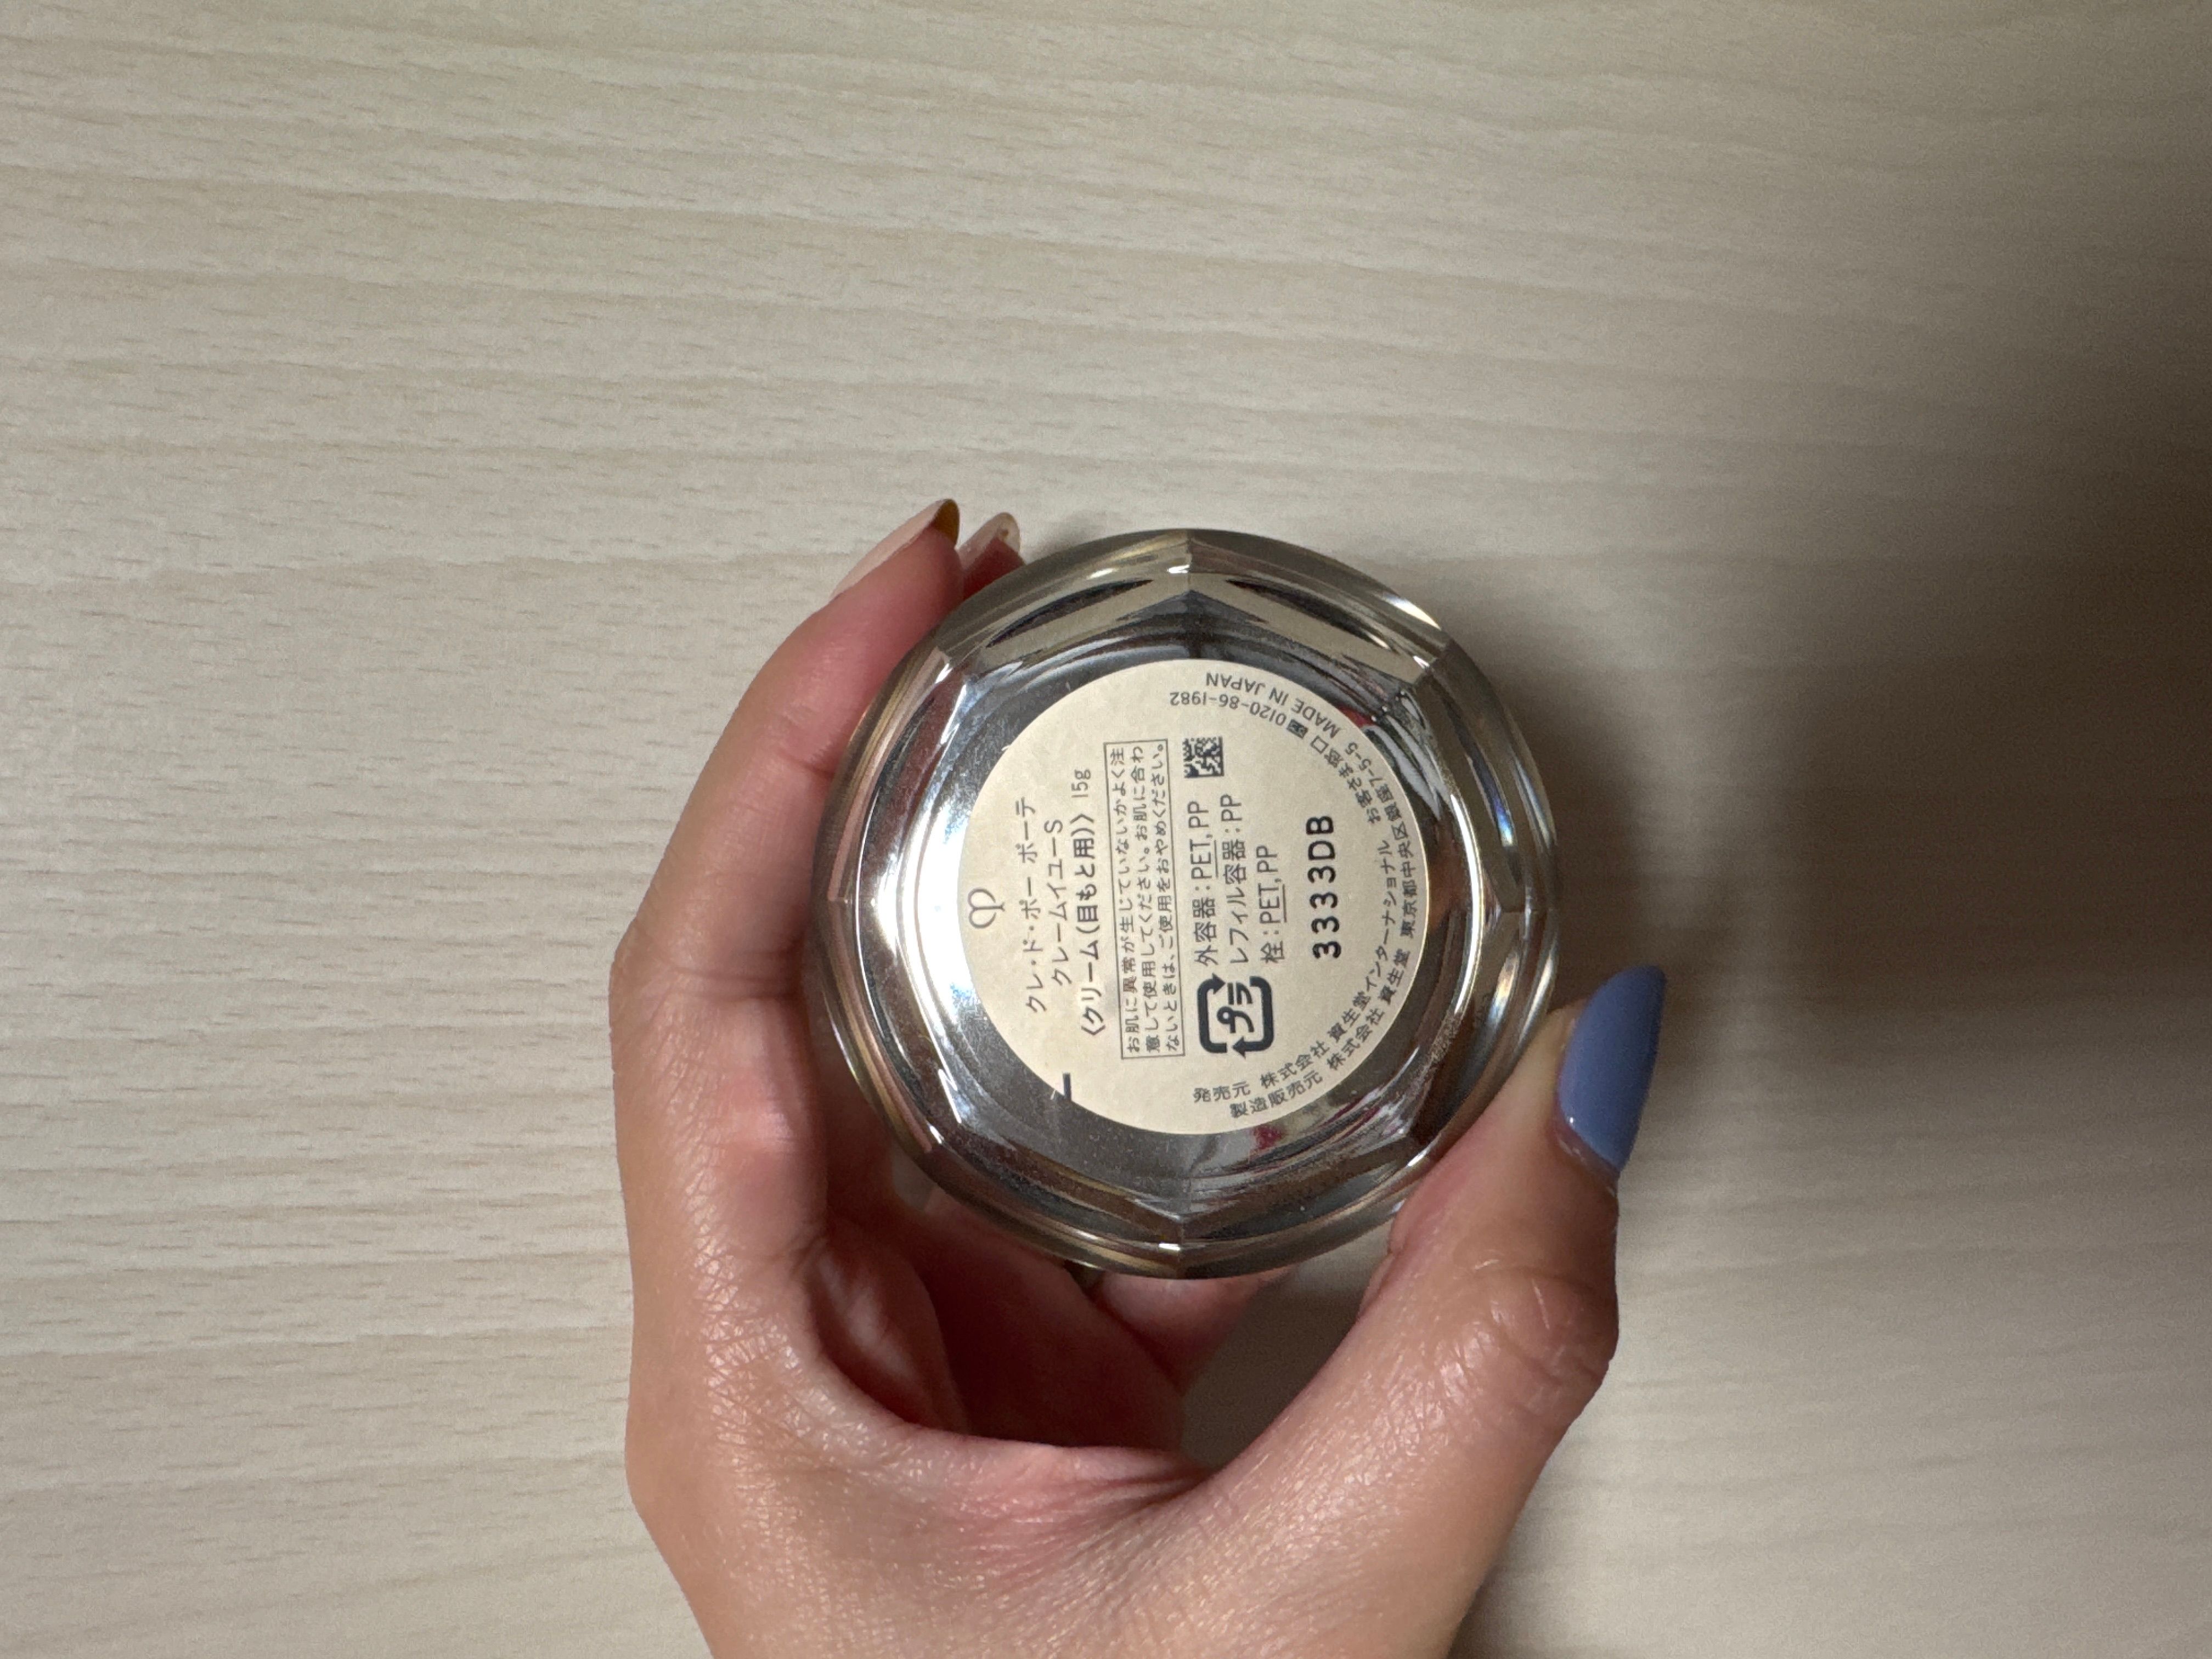 クレ・ド・ポー ボーテ
クレームイユーS
〈クリーム(目もと用)〉 15g
お肌に異常が生じていないかよく注
意して使用してください。お肌に合わ
ないときは、ご使用をおやめください。
プラ
外容器:PET,PP
レフィル容器:PP
栓:PET,PP
3333DB
発売元 株式会社 資生堂インターナショナル お客さま窓口 0120-86-1982
製造販売元 株式会社 資生堂 東京都中央区銀座7-5-5 MADE IN JAPAN